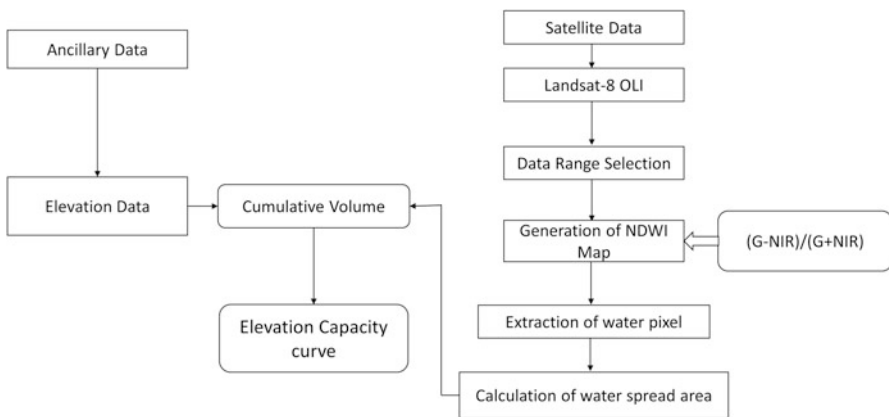 Ancillary Data
Satellite Data
Landsat-8 OLI
Data Range Selection
Elevation Data
Cumulative Volume
Generation of NDWI
Map
(G-NIR)/(G+NIR)
Elevation Capacity
curve
Extraction of water pixel
Calculation of water spread area